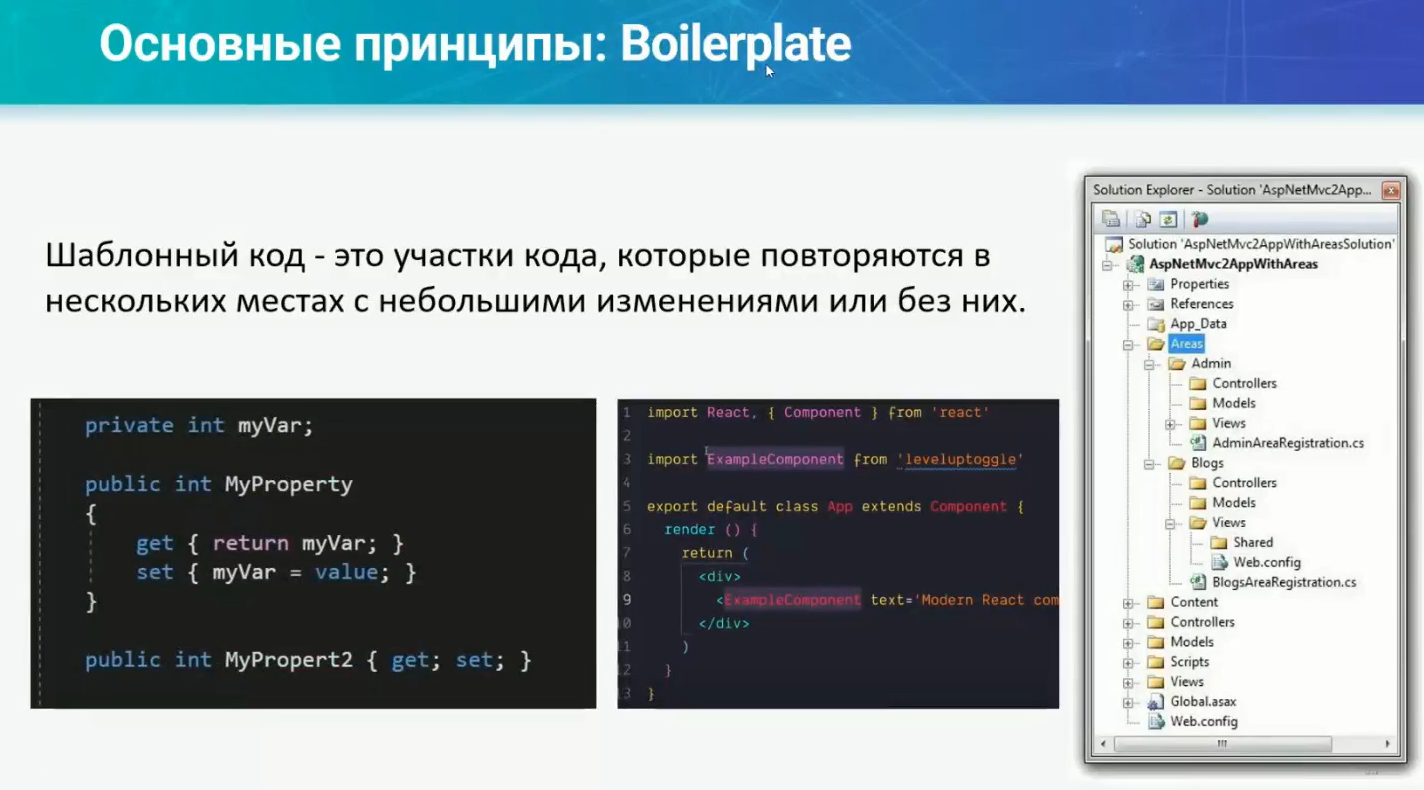 Основные принципы: Boilerplate
Шаблонный код - это участки кода, которые повторяются в
нескольких местах с небольшими изменениями или без них.
private int myVar;
public int MyProperty
{
get { return myVar; }
set { myVar = value; }
}
public int MyPropert2 { get; set; }
1 import React, { Component } from 'react'
2
3 import ExampleComponent from 'leveluptoggle'
4
5 export default class App extends Component {
6 render () {
7 return (
8 <div>
9 <ExampleComponent text='Modern React com
10 </div>
11 )
12 }
13 }
Solution Explorer - Solution 'AspNetMvc2App...
Solution 'AspNetMvc2AppWithAreasSolution'
AspNetMvc2AppWithAreas
Properties
References
App_Data
Areas
Admin
Controllers
Models
Views
AdminAreaRegistration.cs
Blogs
Controllers
Models
Views
Shared
Web.config
BlogsAreaRegistration.cs
Content
Controllers
Models
Scripts
Views
Global.asax
Web.config